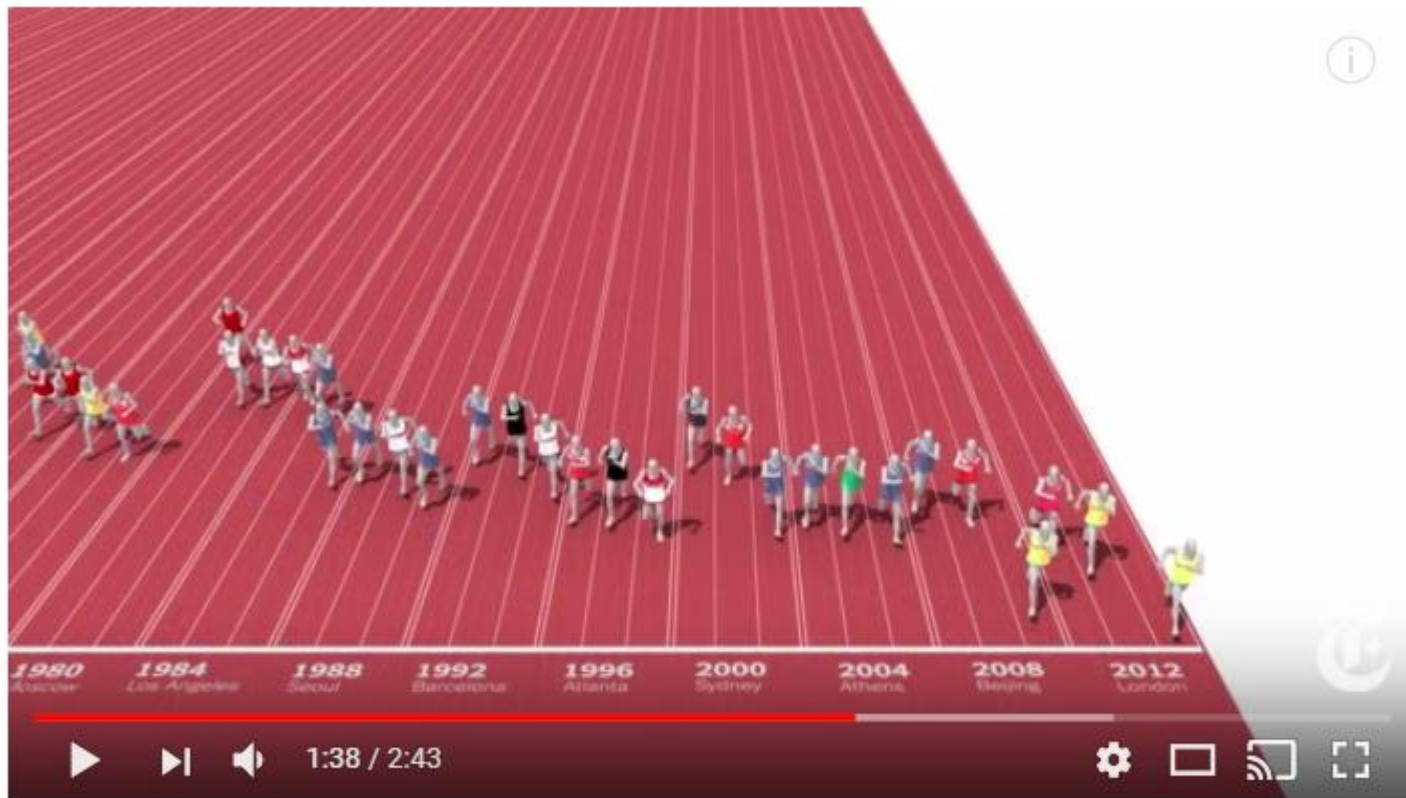 i
1980 1984 1988 1992 1996 2000 2004 2008 2012
Moscow Los Angeles Seoul Barcelona Atlanta Sydney Athens Beijing London
1:38 / 2:43